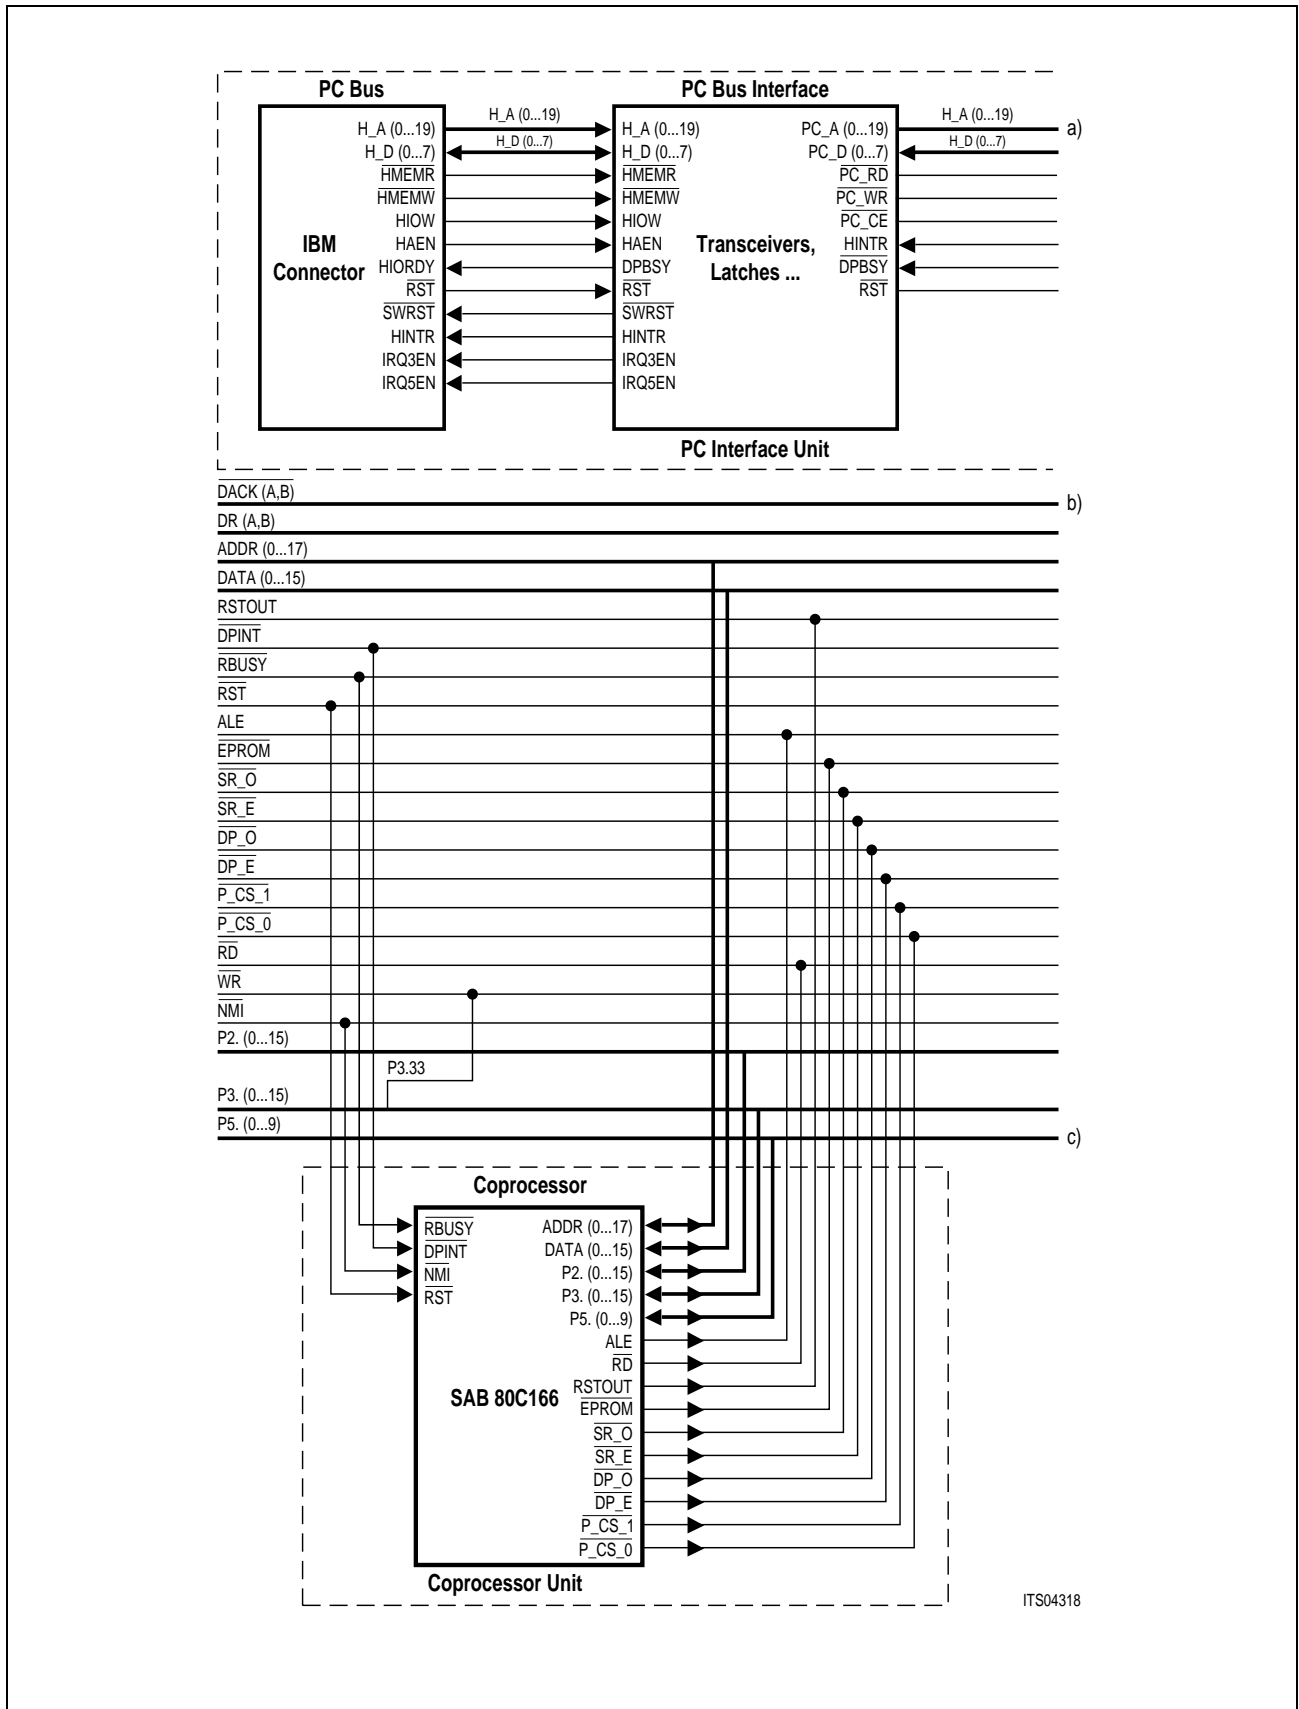 PC Bus
PC Bus Interface
H_A (0...19)
H_D (0...7)
H_A (0...19)
H_D (0...7)
HMEMR
HMEMW
HIOW
HAEN
HIORDY
RST
SWRST
HINTR
IRQ3EN
IRQ5EN
IBM
Connector
H_A (0...19)
H_D (0...7)
HMEMR
HMEMW
HIOW
HAEN
DPBSY
RST
SWRST
HINTR
IRQ3EN
IRQ5EN
Transceivers,
Latches ...
PC_A (0...19)
PC_D (0...7)
PC_RD
PC_WR
PC_CE
HINTR
DPBSY
RST
H_A (0...19)
H_D (0...7)
a)
PC Interface Unit
DACK (A,B)
b)
DR (A,B)
ADDR (0...17)
DATA (0...15)
RSTOUT
DPINT
RBUSY
RST
ALE
EPROM
SR_O
SR_E
DP_O
DP_E
P_CS_1
P_CS_0
RD
WR
NMI
P2. (0...15)
P3.33
P3. (0...15)
P5. (0...9)
c)
Coprocessor
RBUSY
DPINT
NMI
RST
SAB 80C166
ADDR (0...17)
DATA (0...15)
P2. (0...15)
P3. (0...15)
P5. (0...9)
ALE
RD
RSTOUT
EPROM
SR_O
SR_E
DP_O
DP_E
P_CS_1
P_CS_0
Coprocessor Unit
ITS04318